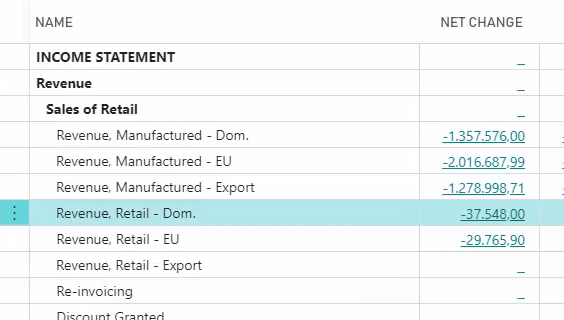 NAME NET CHANGE
INCOME STATEMENT _
Revenue _
Sales of Retail _
Revenue, Manufactured - Dom. -1.357.576,00
Revenue, Manufactured - EU -2.016.687,99
Revenue, Manufactured - Export -1.278.998,71
Revenue, Retail - Dom. -37.548,00
Revenue, Retail - EU -29.765,90
Revenue, Retail - Export _
Re-invoicing _
Discount Granted